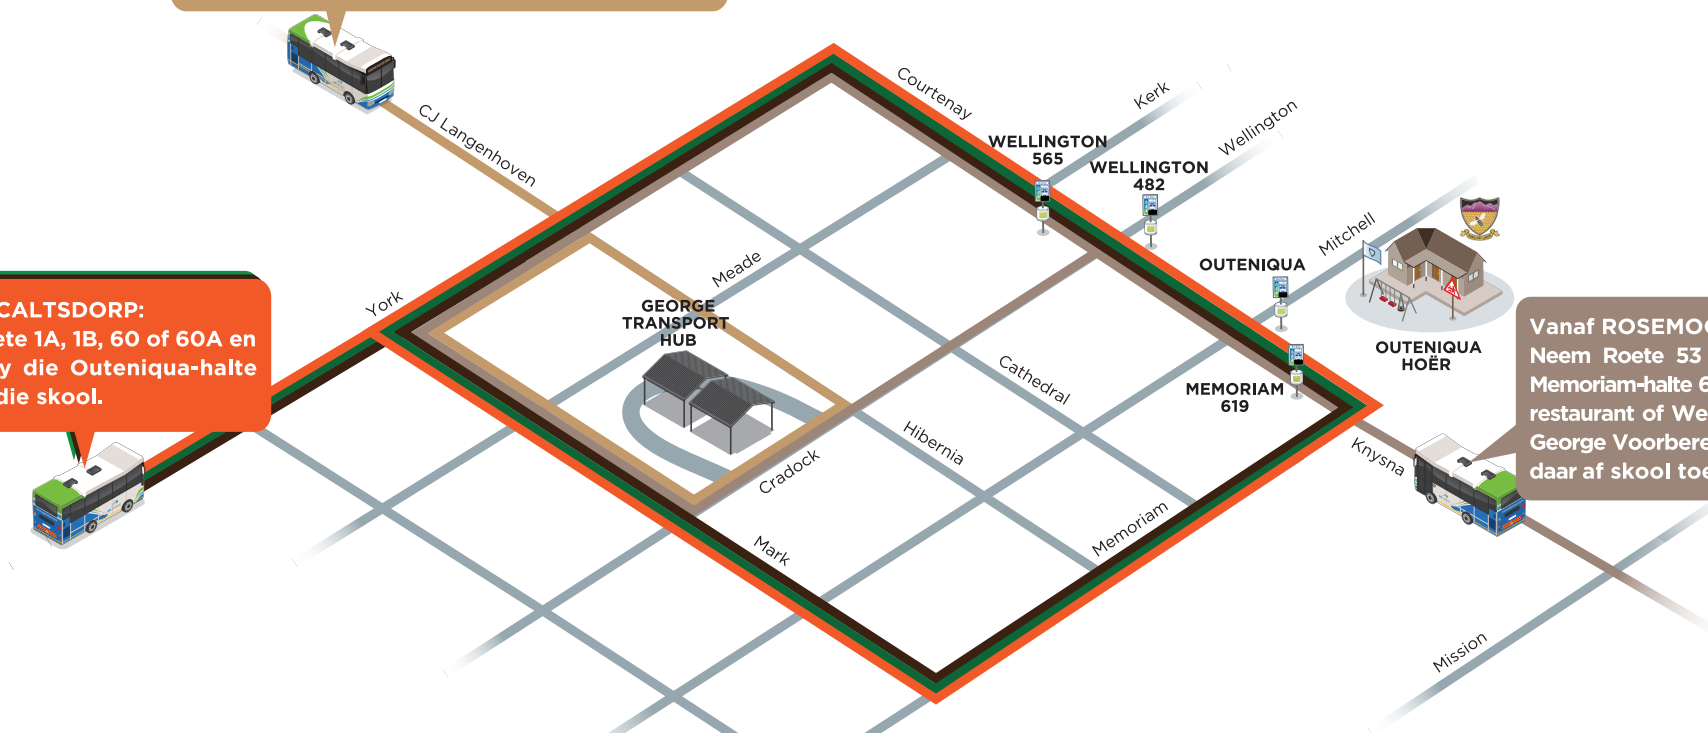 Courtenay
Kerk
Wellington
CJ Langenhoven
WELLINGTON
565
WELLINGTON
482
Mitchell
OUTENIQUA
Meade
York
GEORGE
TRANSPORT
HUB
CALTSDORP:
ete 1A, 1B, 60 of 60A en
y die Outeniqua-halte
die skool.
OUTENIQUA
HOËR
Vanaf ROSEMOO
Neem Roete 53
Memoriam-halte 6
restaurant of We
George Voorbere
daar af skool toe
MEMORIAM
619
Cathedral
Hibernia
Knysna
Cradock
Memoriam
Mark
Mission